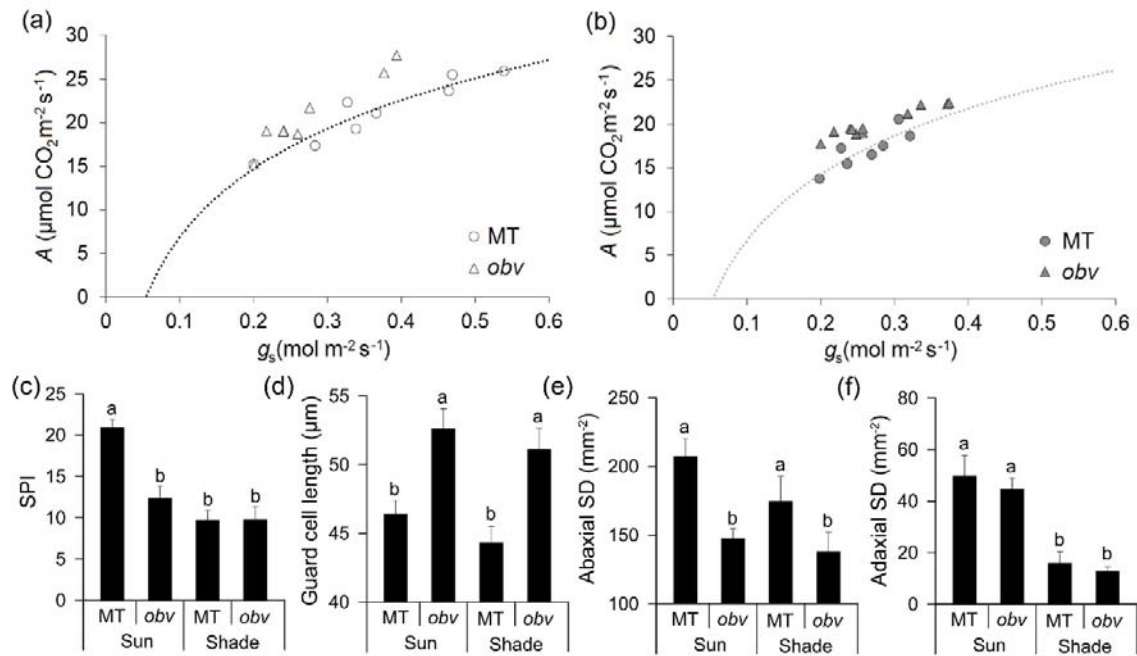 (a)
30
25
20
15
10
5
0
A (µmol CO₂m⁻² s⁻¹)
0 0.1 0.2 0.3 0.4 0.5 0.6
gₛ(mol m⁻² s⁻¹)
MT
obv
(b)
30
25
20
15
10
5
0
A (µmol CO₂m⁻² s⁻¹)
0 0.1 0.2 0.3 0.4 0.5 0.6
gₛ(mol m⁻² s⁻¹)
MT
obv
(c)
25
20
15
10
5
0
SPI
a b b b
MT obv MT obv
Sun Shade
(d)
55
50
45
40
Guard cell length (µm)
b a b a
MT obv MT obv
Sun Shade
(e)
250
200
150
100
Abaxial SD (mm⁻²)
a b a b
MT obv MT obv
Sun Shade
(f)
80
60
40
20
0
Adaxial SD (mm⁻²)
a a b b
MT obv MT obv
Sun Shade